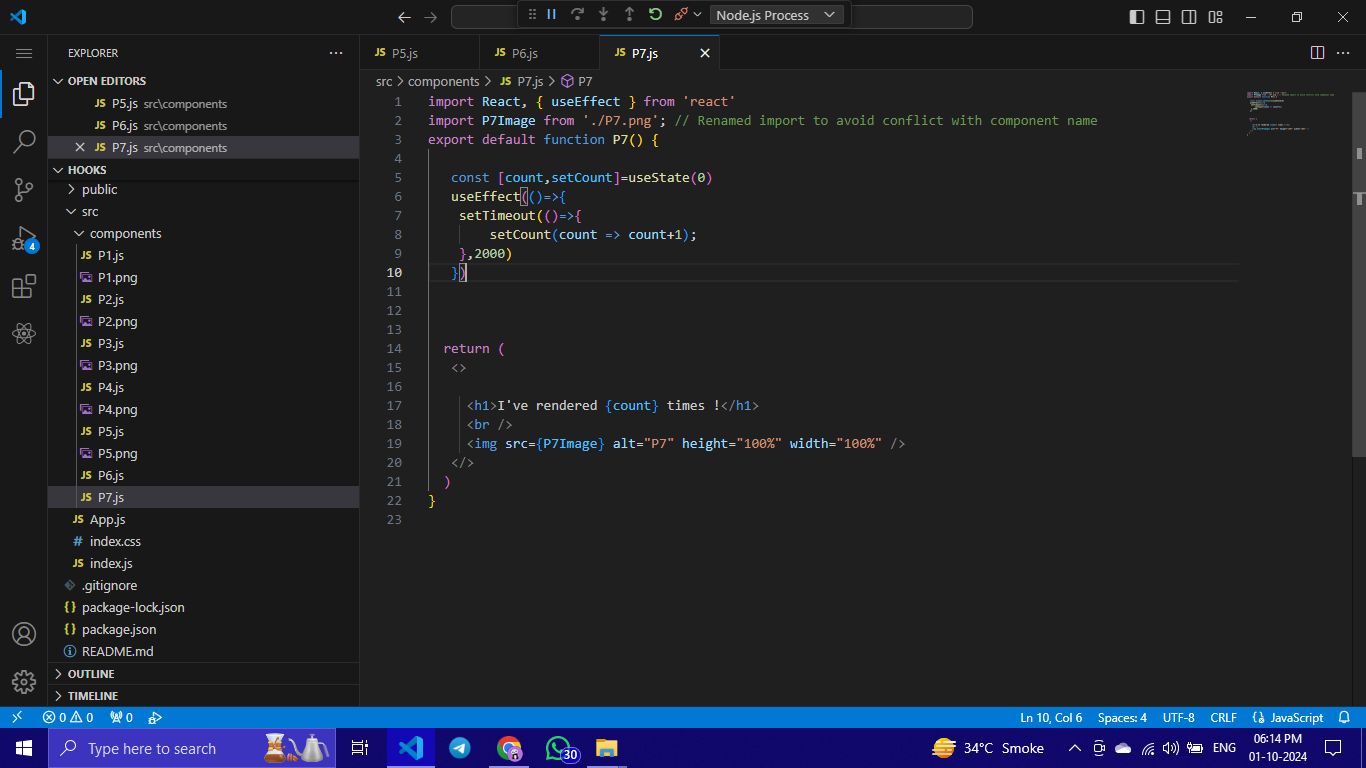 Node.js Process
EXPLORER
OPEN EDITORS
JS P5.js src\components
JS P6.js src\components
JS P7.js src\components
HOOKS
public
src
components
JS P1.js
P1.png
JS P2.js
P2.png
JS P3.js
P3.png
JS P4.js
P4.png
JS P5.js
P5.png
JS P6.js
JS P7.js
JS App.js
# index.css
JS index.js
.gitignore
{} package-lock.json
{} package.json
README.md
OUTLINE
TIMELINE
4
JS P5.js
JS P6.js
JS P7.js
src > components > JS P7.js > P7
1 import React, { useEffect } from 'react'
2 import P7Image from './P7.png'; // Renamed import to avoid conflict with component name
3 export default function P7() {
4
5 const [count,setCount]=useState(0)
6 useEffect(()=>{
7 setTimeout(()=>{
8 setCount(count => count+1);
9 },2000)
10 })
11
12
13
14 return (
15 <>
16
17 <h1>I've rendered {count} times !</h1>
18 <br />
19 <img src={P7Image} alt="P7" height="100%" width="100%" />
20 </>
21 )
22 }
23
0 0 0
Ln 10, Col 6 Spaces: 4 UTF-8 CRLF {} JavaScript
Type here to search
30
34°C Smoke
ENG
06:14 PM
01-10-2024